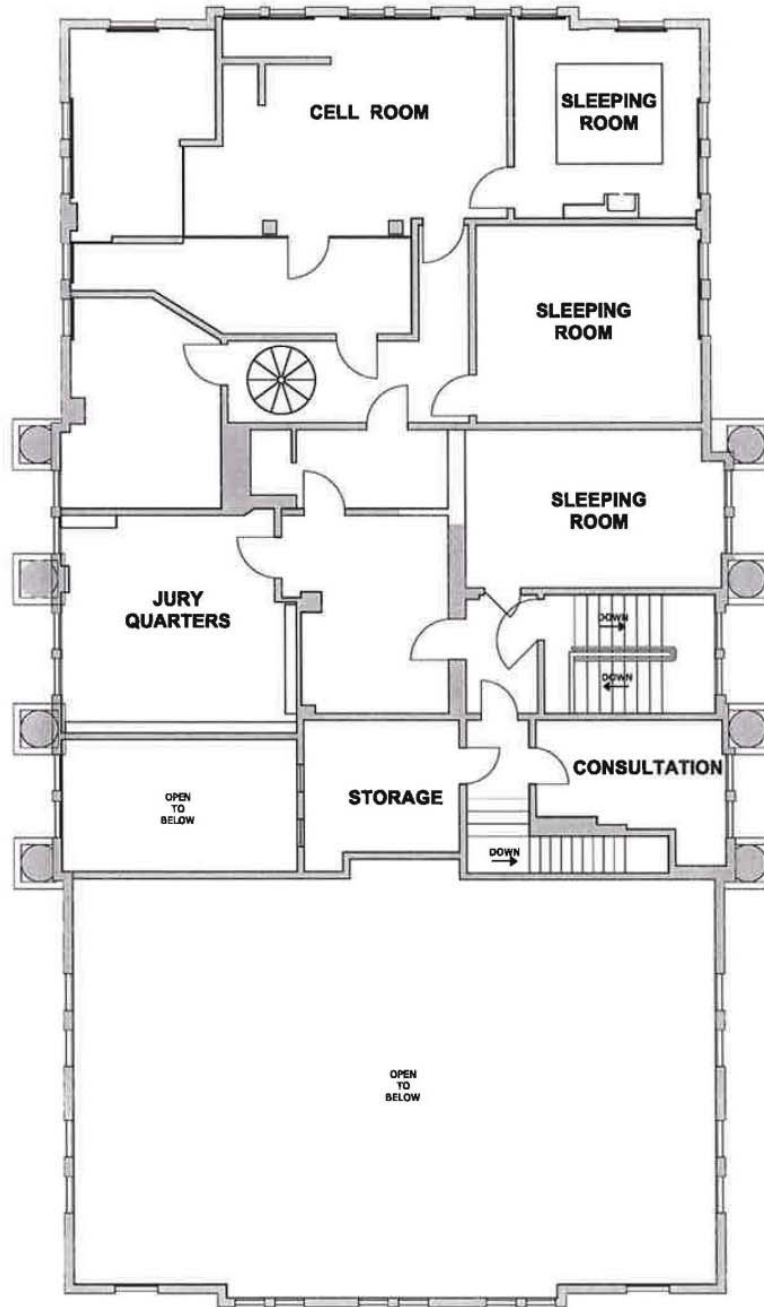 CELL ROOM
SLEEPING
ROOM
SLEEPING
ROOM
SLEEPING
ROOM
JURY
QUARTERS
DOWN
DOWN
CONSULTATION
STORAGE
OPEN
TO
BELOW
DOWN
OPEN
TO
BELOW